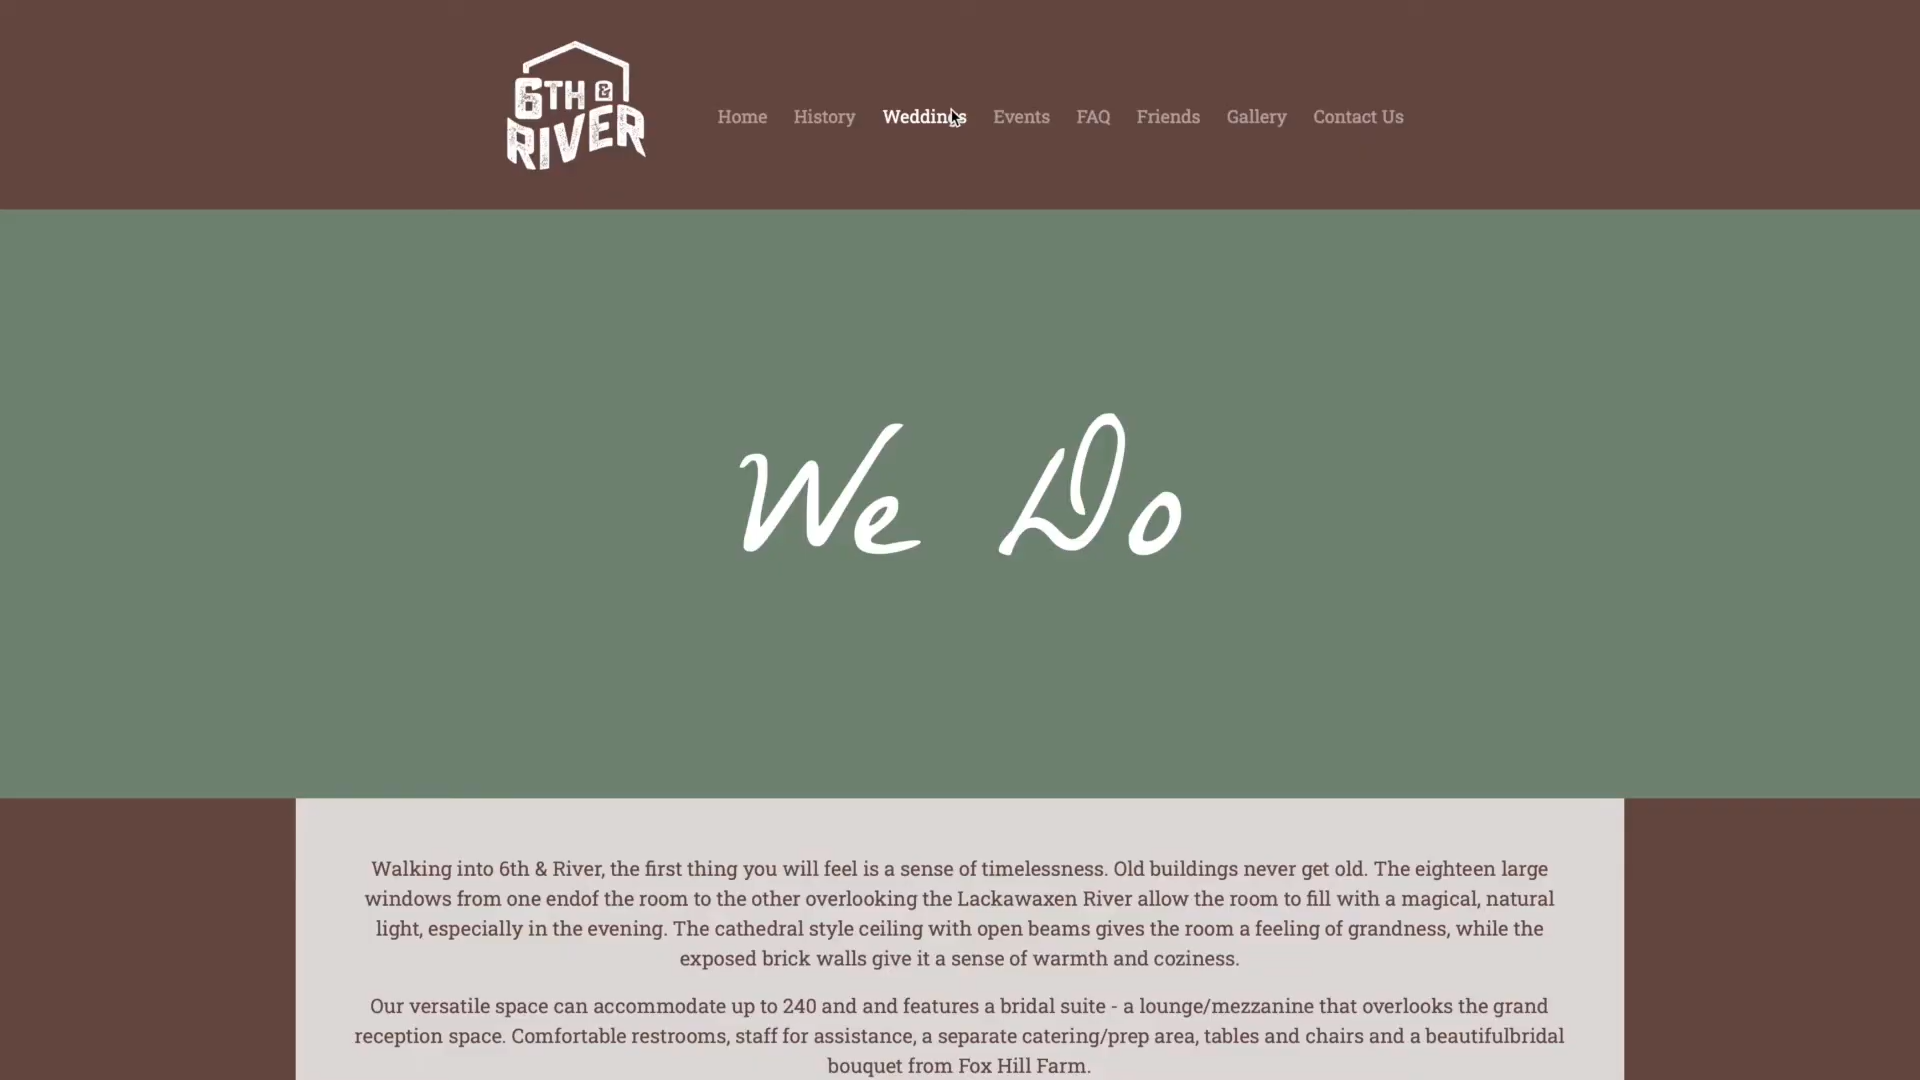 6TH &
RIVER
Home History Weddings Events FAQ Friends Gallery Contact Us
We Do
Walking into 6th & River, the first thing you will feel is a sense of timelessness. Old buildings never get old. The eighteen large
windows from one endof the room to the other overlooking the Lackawaxen River allow the room to fill with a magical, natural
light, especially in the evening. The cathedral style ceiling with open beams gives the room a feeling of grandness, while the
exposed brick walls give it a sense of warmth and coziness.
Our versatile space can accommodate up to 240 and and features a bridal suite - a lounge/mezzanine that overlooks the grand
reception space. Comfortable restrooms, staff for assistance, a separate catering/prep area, tables and chairs and a beautifulbridal
bouquet from Fox Hill Farm.